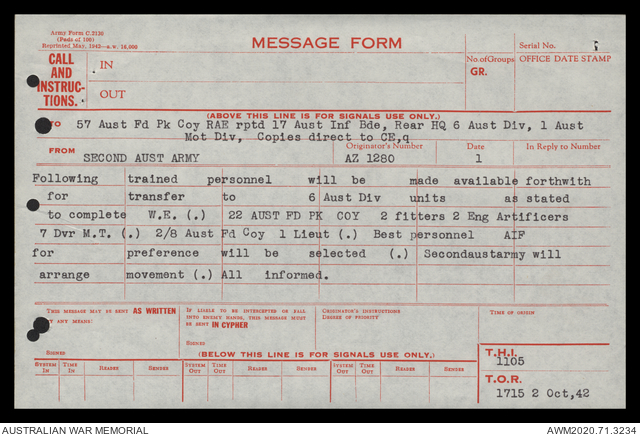 Army Form C.2136
(Pads of 100)
Reprinted May, 1942—A.W. 16,000
MESSAGE FORM
Serial No.
CALL AND INSTRUC-TIONS.
IN
OUT
No. of Groups
GR.
OFFICE DATE STAMP
(ABOVE THIS LINE IS FOR SIGNALS USE ONLY.)
TO 57 Aust Fd Pk Coy RAE rptd 17 Aust Inf Bde, Rear HQ 6 Aust Div, 1 Aust
Mot Div, Copies direct to CE,q
FROM
SECOND AUST ARMY
Originator's Number
AZ 1280
Date
1
In Reply to Number
Following trained personnel will be made available forthwith
for transfer to 6 Aust Div units as stated
to complete W.E. (.) 22 AUST FD PK COY 2 fitters 2 Eng Artificers
7 Dvr M.T. (.) 2/8 Aust Fd Coy 1 Lieut (.) Best personnel AIF
for preference will be selected (.) Secondaustarmy will
arrange movement (.) All informed.
THIS MESSAGE MAY BE SENT AS WRITTEN
BY ANY MEANS.
SIGNED
IF LIABLE TO BE INTERCEPTED OR FALL
INTO ENEMY HANDS, THIS MESSAGE MUST
BE SENT IN CYPHER
SIGNED
ORIGINATOR'S INSTRUCTIONS
DEGREE OF PRIORITY
TIME OF ORIGIN
(BELOW THIS LINE IS FOR SIGNALS USE ONLY.)
SYSTEM IN
TIME IN
READER
SENDER
SYSTEM OUT
TIME OUT
READER
SENDER
SYSTEM OUT
TIME OUT
READER
SENDER
T.H.I.
1105
T.O.R.
1715 2 Oct,42
AUSTRALIAN WAR MEMORIAL
AWM2020.71.3234